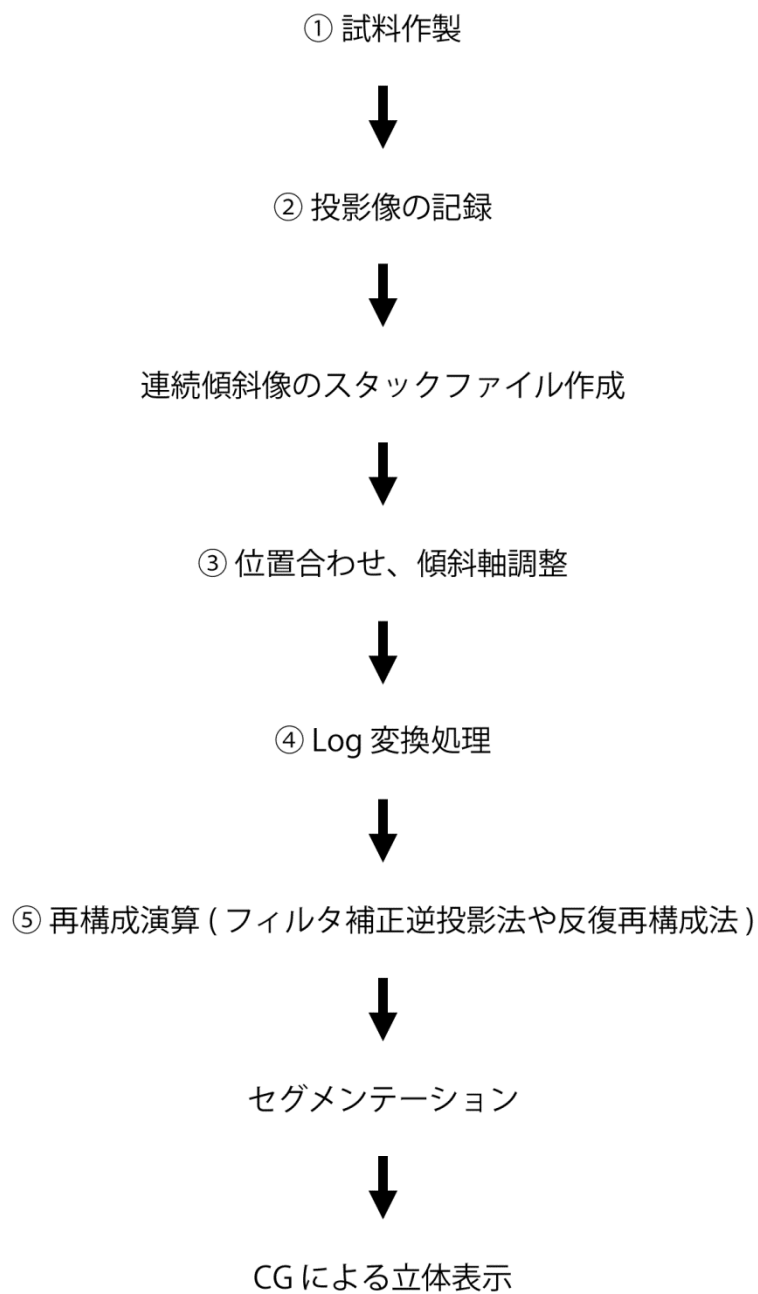 ① 試料作製
② 投影像の記録
連続傾斜像のスタックファイル作成
③ 位置合わせ、傾斜軸調整
④ Log 変換処理
⑤ 再構成演算 ( フィルタ補正逆投影法や反復再構成法 )
セグメンテーション
CG による立体表示